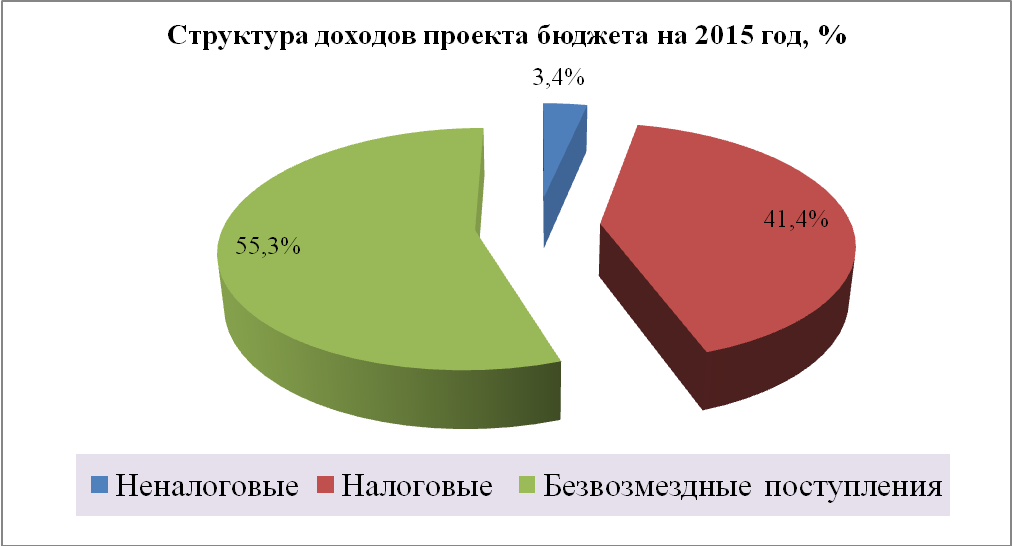 Структура доходов проекта бюджета на 2015 год, %
3,4%
41,4%
55,3%
Неналоговые Налоговые Безвозмездные поступления